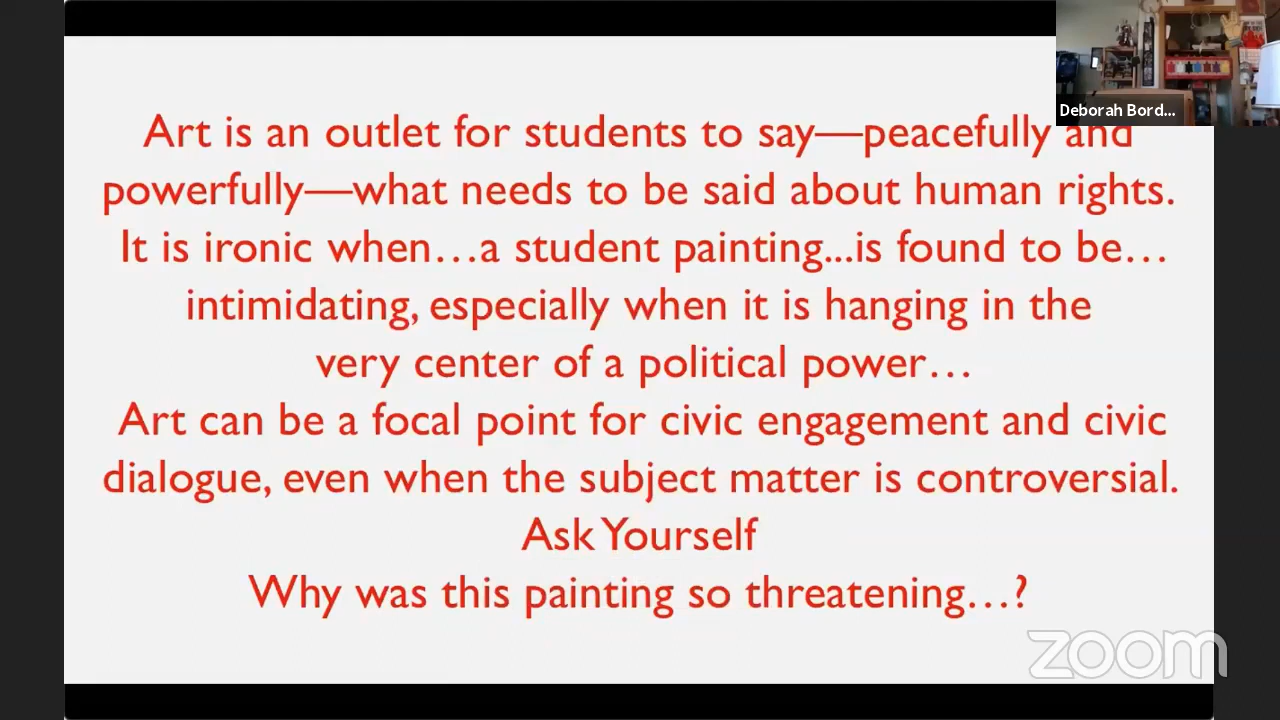 Deborah Bord...
Art is an outlet for students to say—peacefully and
powerfully—what needs to be said about human rights.
It is ironic when…a student painting...is found to be…
intimidating, especially when it is hanging in the
very center of a political power…
Art can be a focal point for civic engagement and civic
dialogue, even when the subject matter is controversial.
Ask Yourself
Why was this painting so threatening…?
zoom